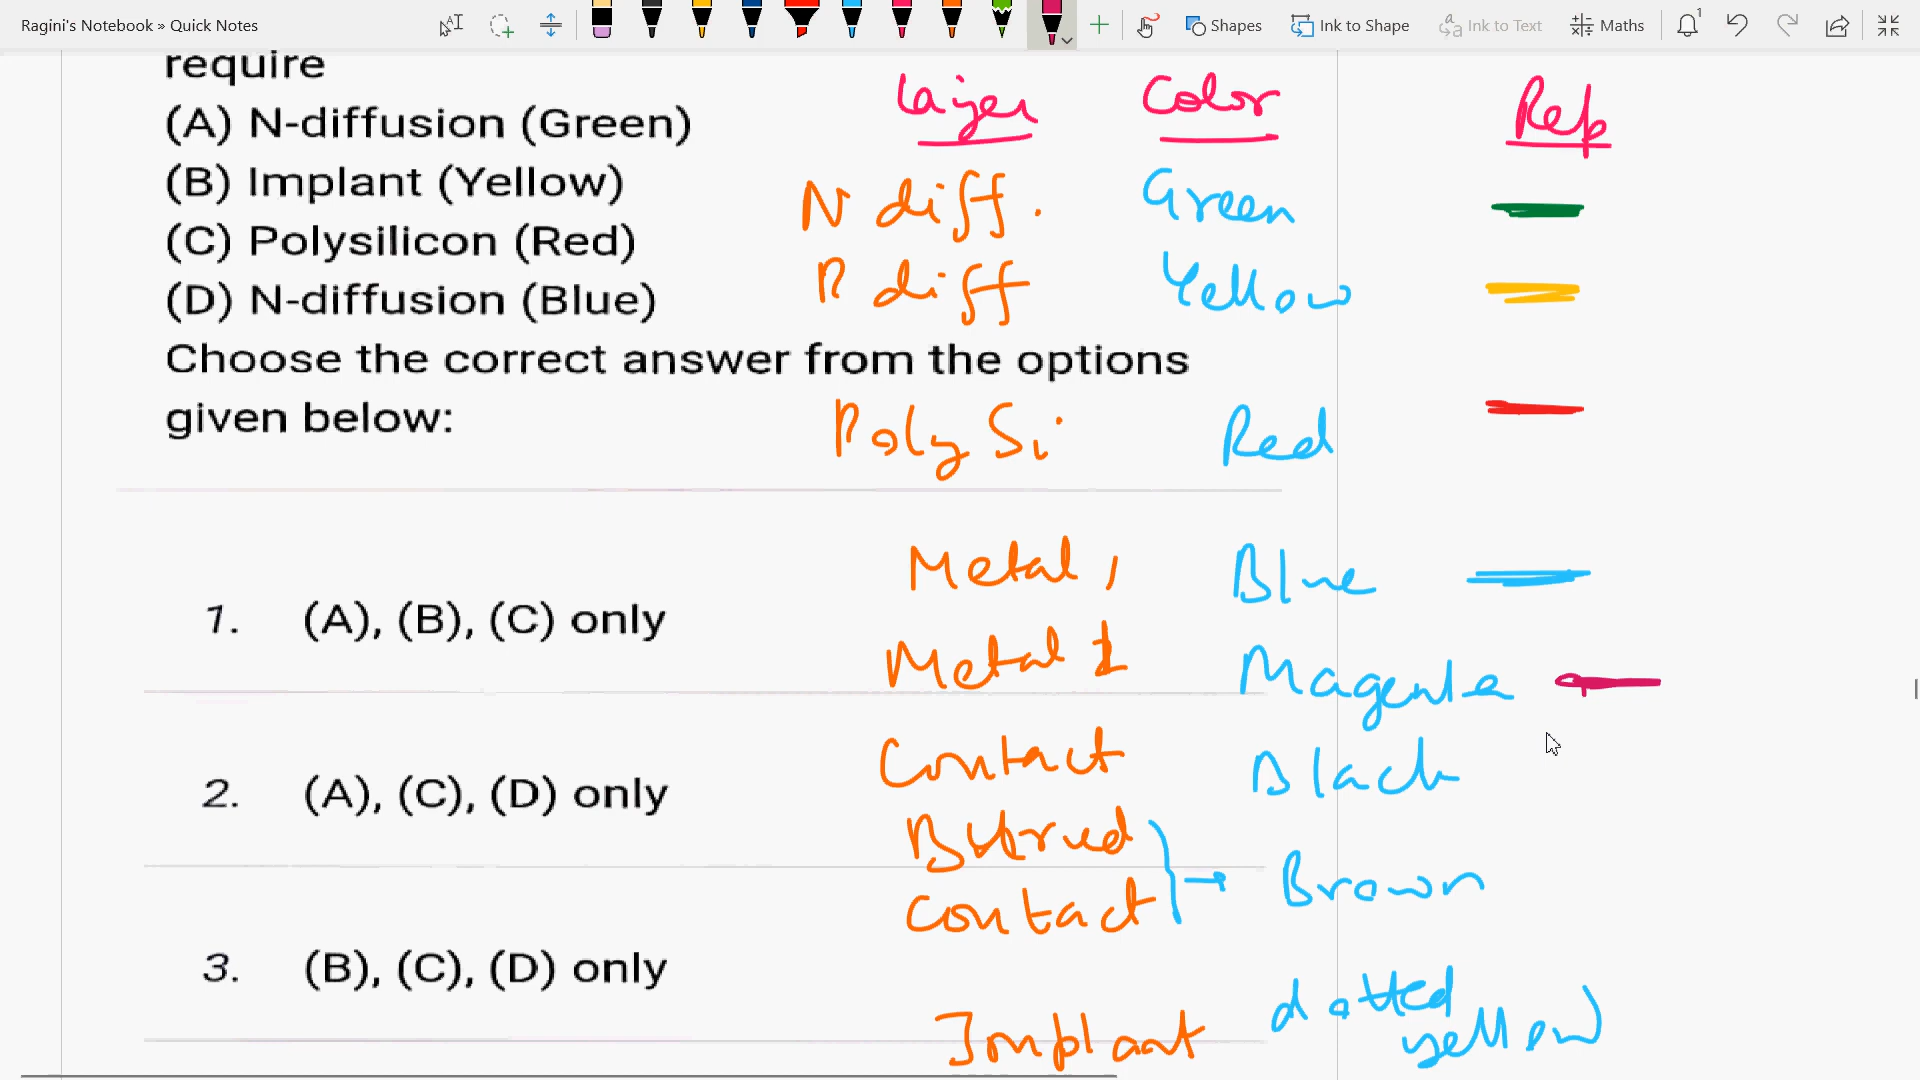 Ragini's Notebook » Quick Notes
Shapes
Ink to Shape
Ink to Text
Maths
1
require
(A) N-diffusion (Green)
(B) Implant (Yellow)
(C) Polysilicon (Red)
(D) N-diffusion (Blue)
Choose the correct answer from the options
given below:
1. (A), (B), (C) only
2. (A), (C), (D) only
3. (B), (C), (D) only
Layer Color Rep
N diff. Green
P diff Yellow
Poly Si Red
Metal 1 Blue
Metal 2 Magenta
Contact Black
Contact → Brown
Implant dotted
yellow